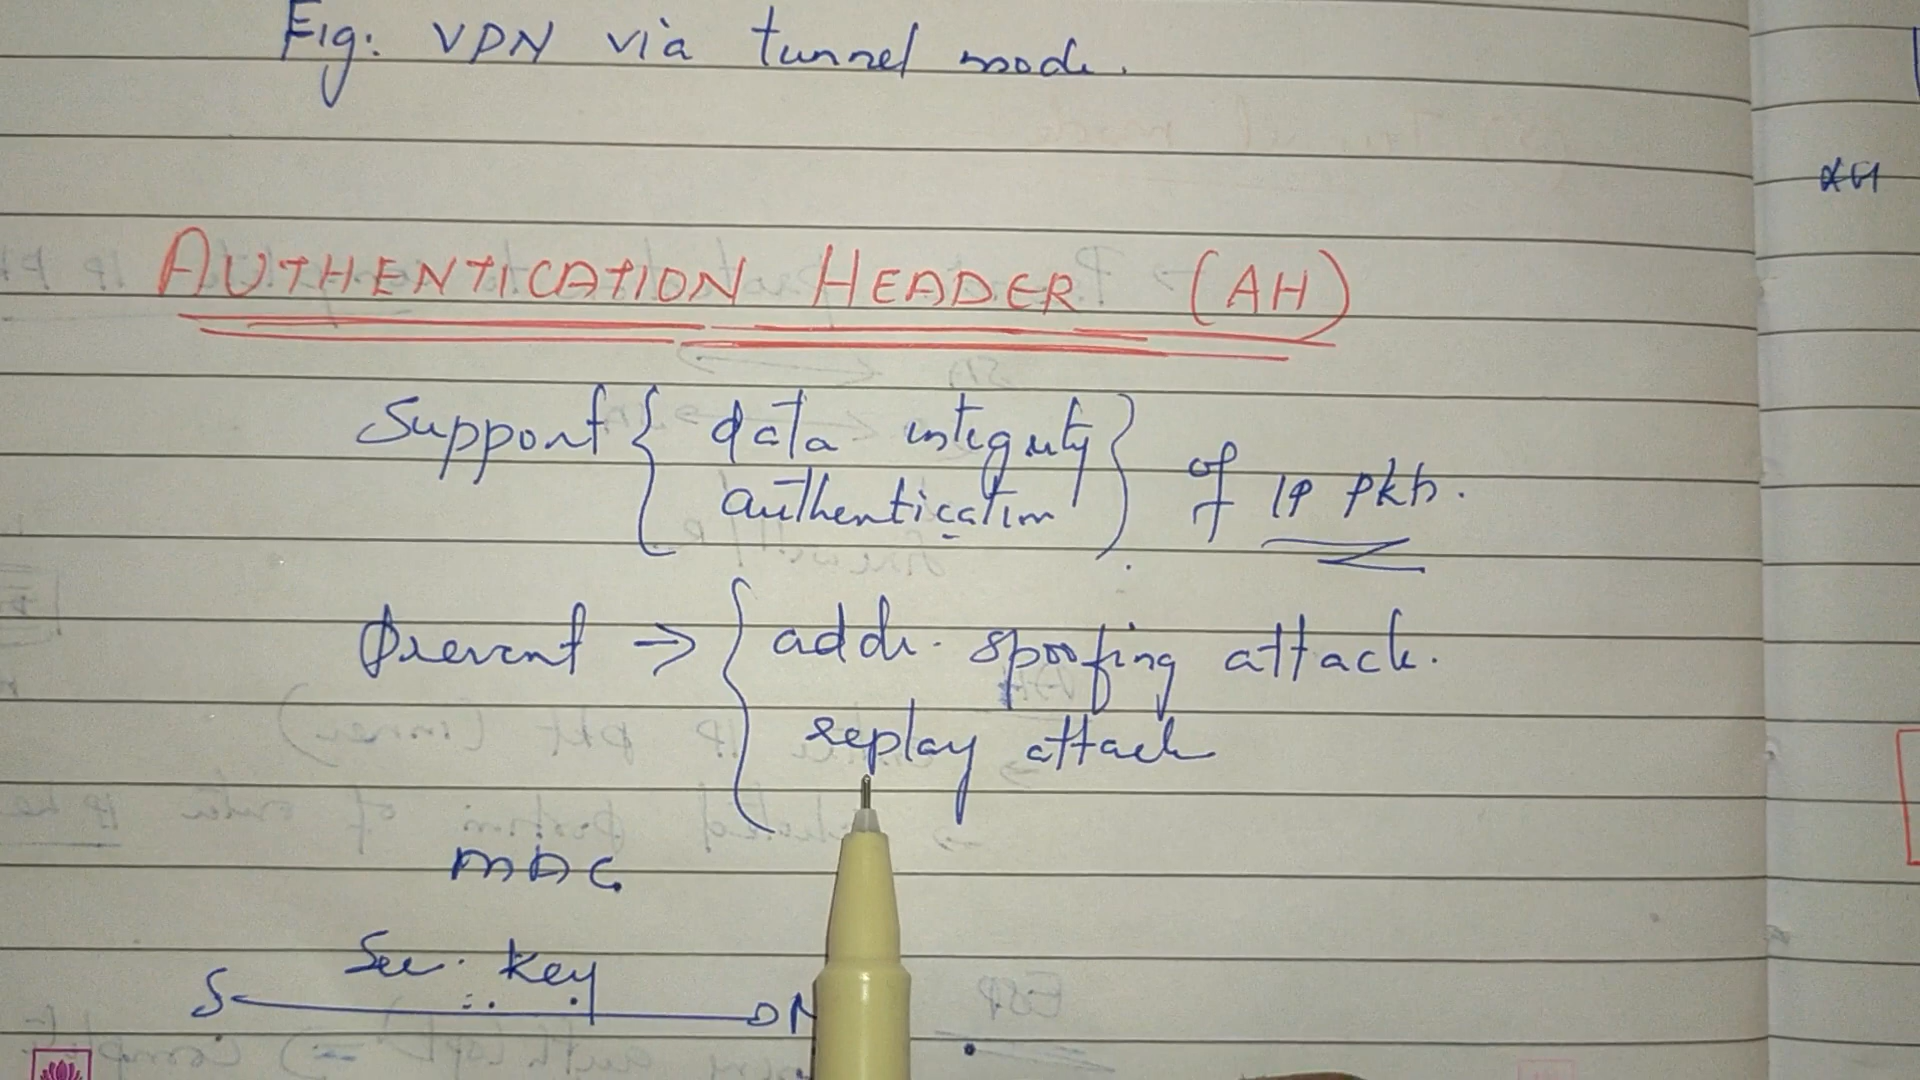 Fig: VPN via tunnel mode.
AUTHENTICATION HEADER (AH)
Support { data integrity
authentication } of IP pkts.
Prevent → { addr. spoofing attack.
replay attack
MAC
Sec. key
S